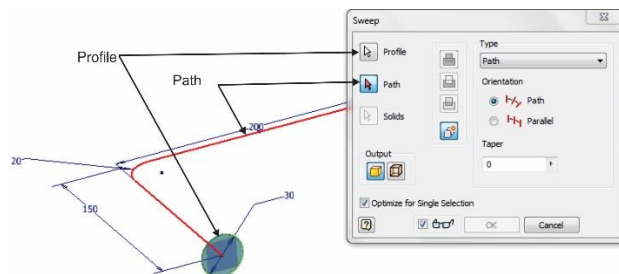 Profile
Path
200
20
150
30
Sweep
Profile
Path
Solids
Output
Optimize for Single Selection
Type
Path
Orientation
Path
Parallel
Taper
0
?
OK
Cancel